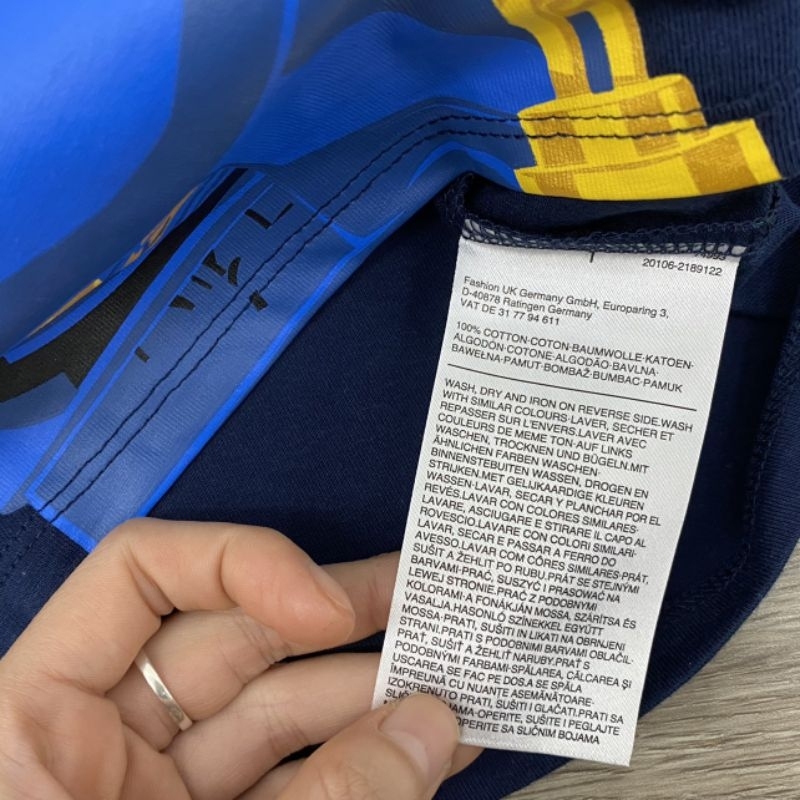 20106-2189122
Fashion UK Germany GmbH, Europaring 3,
D-40878 Ratingen Germany
VAT DE 31 77 94 611
100% COTTON·COTON·BAUMWOLLE·KATOEN·
ALGODÓN·COTONE·ALGODÃO·BAVLNA·
BAWEŁNA·PAMUT·BOMBAŽ·BUMBAC·PAMUK
WASH, DRY AND IRON ON REVERSE SIDE.WASH
WITH SIMILAR COLOURS·LAVER, SECHER ET
REPASSER SUR L'ENVERS.LAVER AVEC
COULEURS DE MEME TON·AUF LINKS
WASCHEN, TROCKNEN UND BÜGELN.MIT
ÄHNLICHEN FARBEN WASCHEN·
BINNENSTEBUITEN WASSEN, DROGEN EN
STRIJKEN.MET GELIJKAARDIGE KLEUREN
WASSEN·LAVAR, SECAR Y PLANCHAR POR EL
REVÉS.LAVAR CON COLORES SIMILARES·
LAVARE, ASCIUGARE E STIRARE IL CAPO AL
ROVESCIO.LAVARE CON COLORI SIMILARI·
LAVAR, SECAR E PASSAR A FERRO DO
AVESSO.LAVAR COM CÔRES SIMILARES·PRÁT,
SUŠIT A ŽEHLIT PO RUBU.PRÁT SE STEJNÝMI
BARVAMI·PRAĆ, SUSZYĆ I PRASOWAĆ NA
LEWEJ STRONIE.PRAĆ Z PODOBNYMI
KOLORAMI·A FONÁKJÁN MOSSA, SZÁRÍTSA ÉS
VASALJA.HASONLÓ SZÍNEKKEL EGYÜTT
MOSSA·PRATI, SUŠITI IN LIKATI NA OBRNJENI
STRANI.PRATI S PODOBNIMI BARVAMI OBLAČIL·
PRAŤ, SUŠIŤ A ŽEHLIŤ NARUBY.PRAŤ S
PODOBNÝMI FARBAMI·SPĂLAREA, CĂLCAREA ŞI
USCAREA SE FAC PE DOS.A SE SPĂLA
ÎMPREUNĂ CU NUANȚE ASEMĂNĂTOARE·
IZOKRENUTO PRATI, SUŠITI I GLAČATI.PRATI SA
BOJAMA·OPERITE, SUŠITE I PEGLAJTE
OPERITE SA SLIČNIM BOJAMA